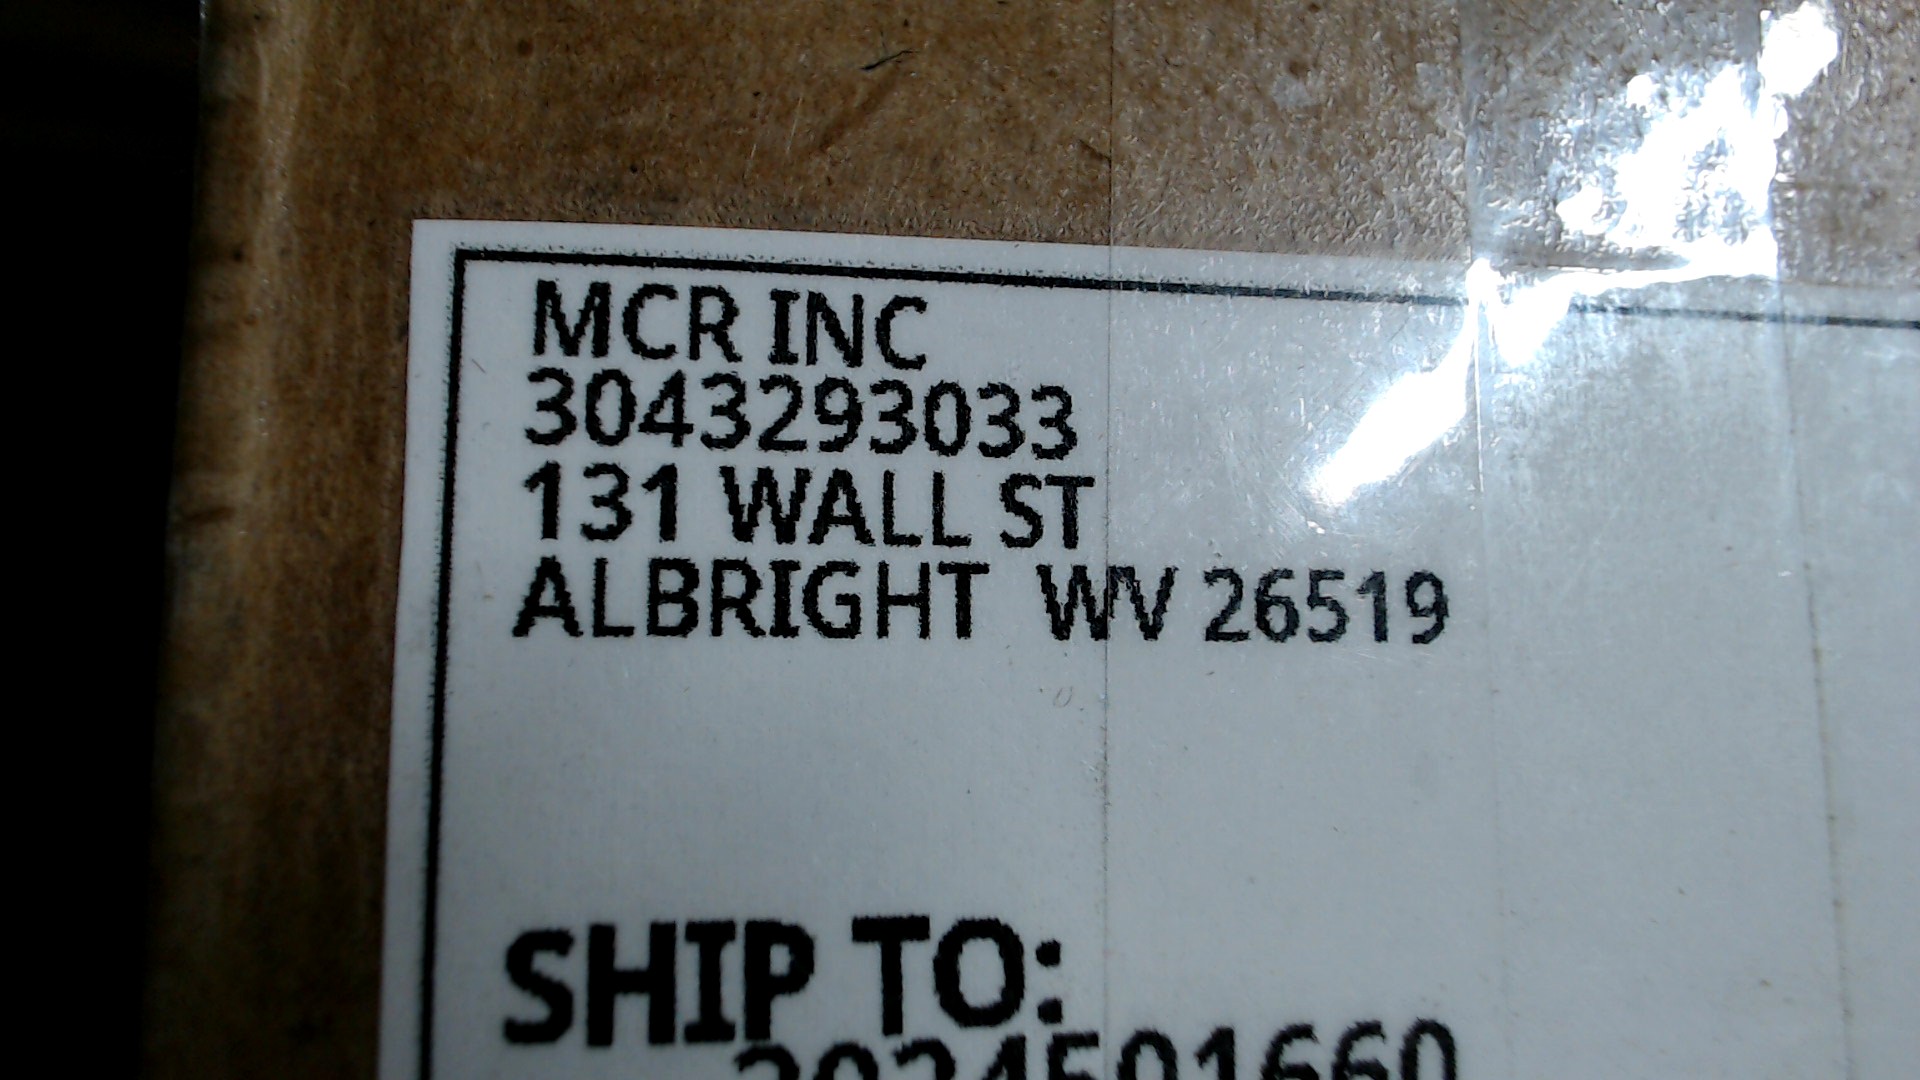 MCR INC
3043293033
131 WALL ST
ALBRIGHT WV 26519
SHIP TO: